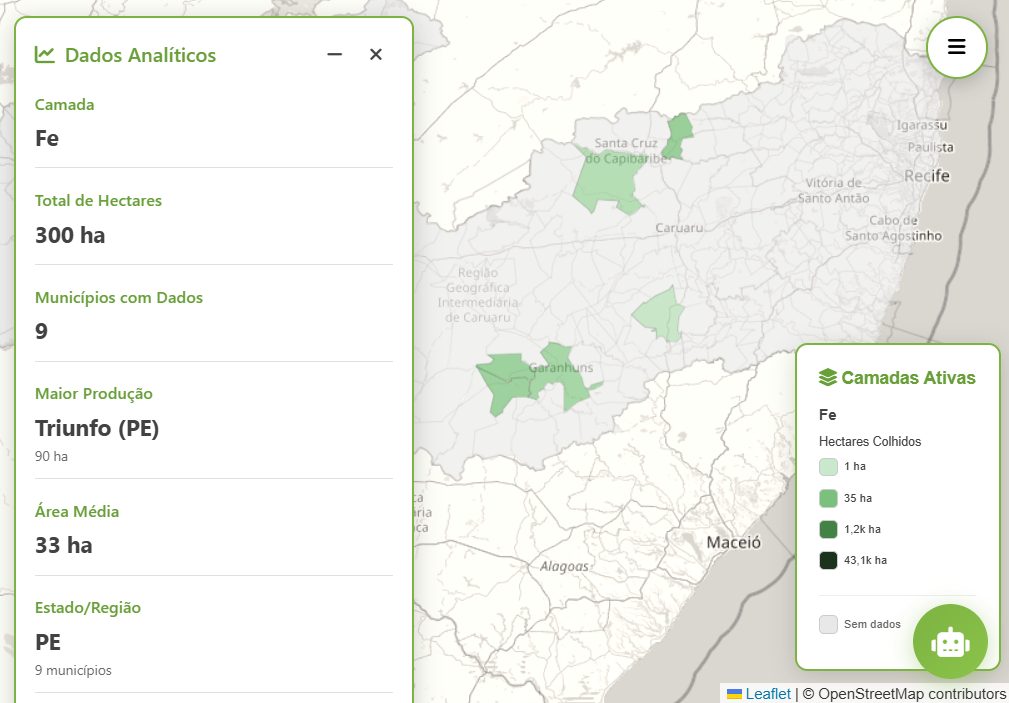 Dados Analíticos
Camada
Fe
Total de Hectares
300 ha
Municípios com Dados
9
Maior Produção
Triunfo (PE)
90 ha
Área Média
33 ha
Estado/Região
PE
9 municípios
Igarassu
Paulista
Recife
Santa Cruz
do Capibaribe
Vitória de
Santo Antão
Cabo de
Santo Agostinho
Caruaru
Região
Geográfica
Intermediária
de Caruaru
Garanhuns
Maceió
Alagoas
Camadas Ativas
Fe
Hectares Colhidos
1 ha
35 ha
1,2k ha
43,1k ha
Sem dados
Leaflet | © OpenStreetMap contributors